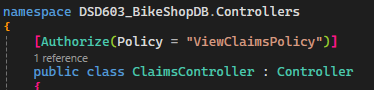 namespace DSD603_BikeShopDB.Controllers
{
[Authorize(Policy = "ViewClaimsPolicy")]
1 reference
public class ClaimsController : Controller
{